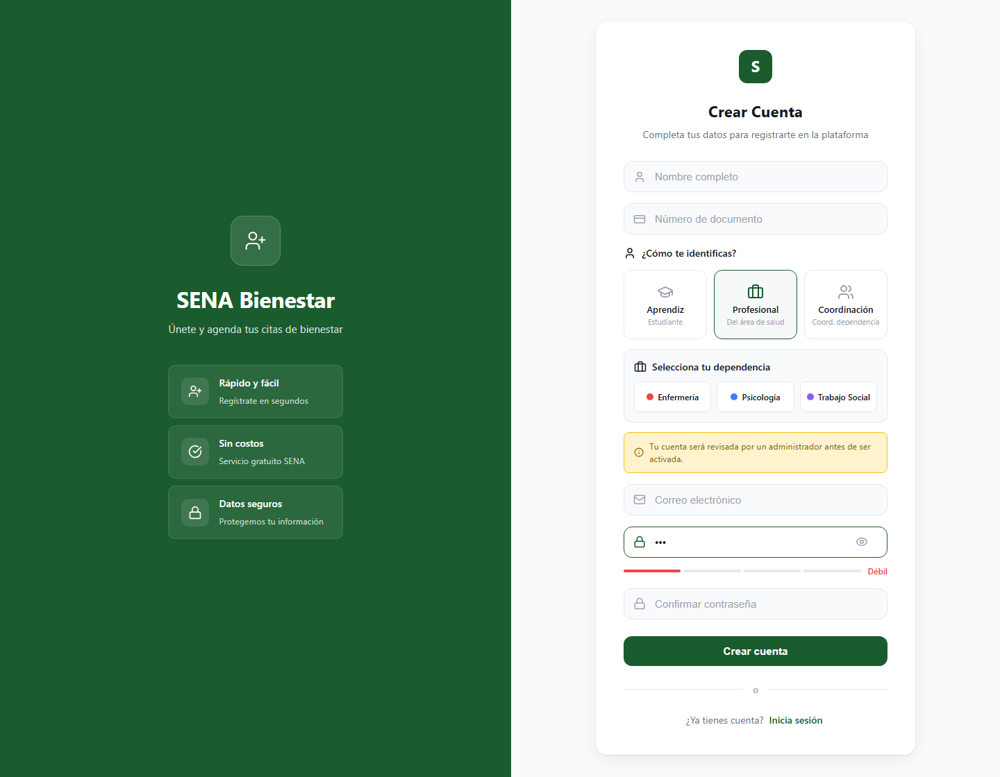 SENA Bienestar
Únete y agenda tus citas de bienestar
Rápido y fácil
Regístrate en segundos
Sin costos
Servicio gratuito SENA
Datos seguros
Protegemos tu información
S
Crear Cuenta
Completa tus datos para registrarte en la plataforma
Nombre completo
Número de documento
¿Cómo te identificas?
Aprendiz
Estudiante
Profesional
Del área de salud
Coordinación
Coord. dependencia
Selecciona tu dependencia
Enfermería
Psicología
Trabajo Social
Tu cuenta será revisada por un administrador antes de ser
activada.
Correo electrónico
•••
Débil
Confirmar contraseña
Crear cuenta
o
¿Ya tienes cuenta? Inicia sesión